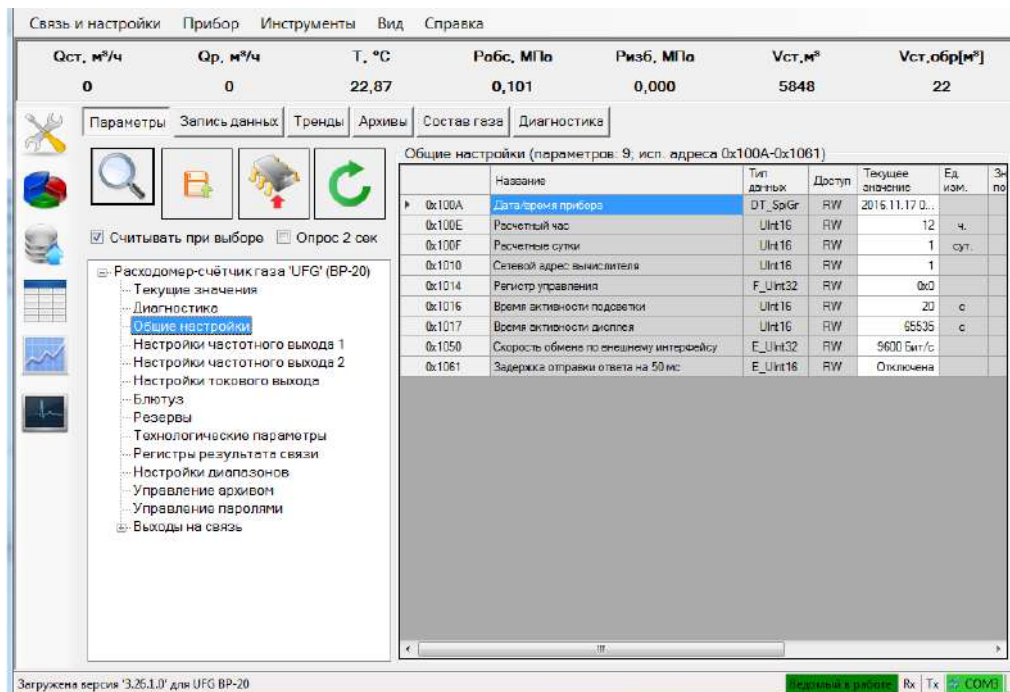 Связь и настройки Прибор Инструменты Вид Справка
Qст, м³/ч Qр, м³/ч T, °C Рабс, МПа Ризб, МПа Vст,м³ Vст,обр[м³]
0 0 22,87 0,101 0,000 5848 22
Параметры Запись данных Тренды Архивы Состав газа Диагностика
Общие настройки (параметров: 9; исп. адреса 0x100A-0x1061)
Название Тип данных Доступ Текущее значение Ед. изм. Зн по
0x100A Дата/время прибора DT_SpiGr RW 2016.11.17 0...
0x100E Расчетный час UInt16 RW 12 ч.
0x100F Расчетные сутки UInt16 RW 1 сут.
0x1010 Сетевой адрес вычислителя UInt16 RW 1
0x1014 Регистр управления F_UInt32 RW 0x0
0x1016 Время активности подсветки UInt16 RW 20 с
0x1017 Время активности дисплея UInt16 RW 65535 с
0x1050 Скорость обмена по внешнему интерфейсу E_UInt32 RW 9600 Бит/с
0x1061 Задержка отправки ответа на 50 мс E_UInt16 RW Отключена
Считывать при выборе Опрос 2 сек
Расходомер-счётчик газа 'UFG' (ВР-20)
Текущие значения
Диагностика
Общие настройки
Настройки частотного выхода 1
Настройки частотного выхода 2
Настройки токового выхода
Блютуз
Резервы
Технологические параметры
Регистры результата связи
Настройки диапазонов
Управление архивом
Управление паролями
Выходы на связь
Загружена версия '3.26.1.0' для UFG ВР-20
Ведомый в работе Rx Tx COM3